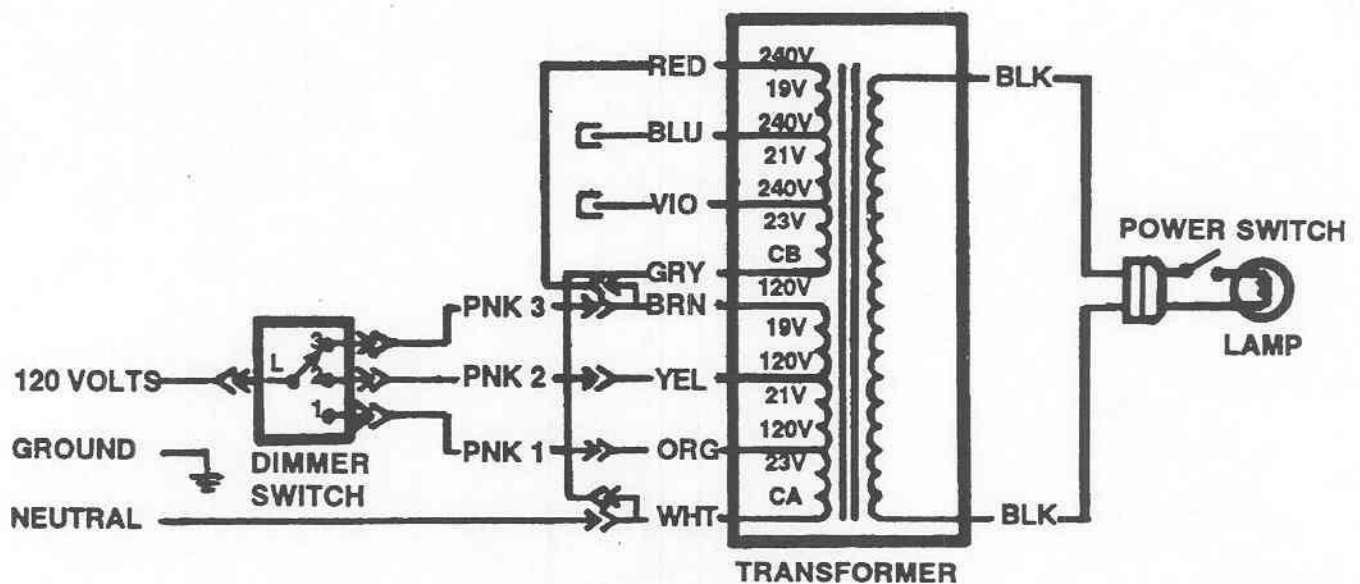 RED
BLU
VIO
GRY
BRN
YEL
ORG
WHT
240V
19V
240V
21V
240V
23V
CB
120V
19V
120V
21V
120V
23V
CA
TRANSFORMER
BLK
BLK
POWER SWITCH
LAMP
PNK 3
PNK 2
PNK 1
L
3
2
1
DIMMER
SWITCH
120 VOLTS
GROUND
NEUTRAL